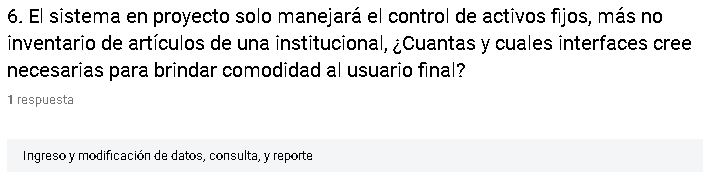 6. El sistema en proyecto solo manejará el control de activos fijos, más no
inventario de artículos de una institucional, ¿Cuantas y cuales interfaces cree
necesarias para brindar comodidad al usuario final?
1 respuesta
Ingreso y modificación de datos, consulta, y reporte